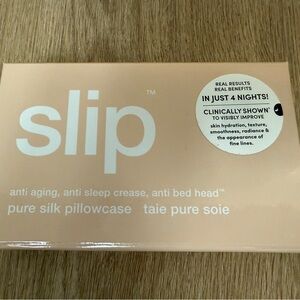 slip™
REAL RESULTS
REAL BENEFITS
IN JUST 4 NIGHTS!
CLINICALLY SHOWN*
TO VISIBLY IMPROVE
skin hydration, texture,
smoothness, radiance &
the appearance of
fine lines.
anti aging, anti sleep crease, anti bed head™
pure silk pillowcase taie pure soie